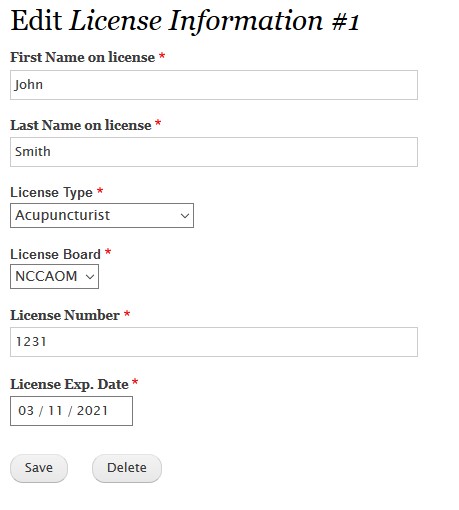 Edit License Information #1
First Name on license *
John
Last Name on license *
Smith
License Type *
Acupuncturist
License Board *
NCCAOM
License Number *
1231
License Exp. Date *
03 / 11 / 2021
Save Delete